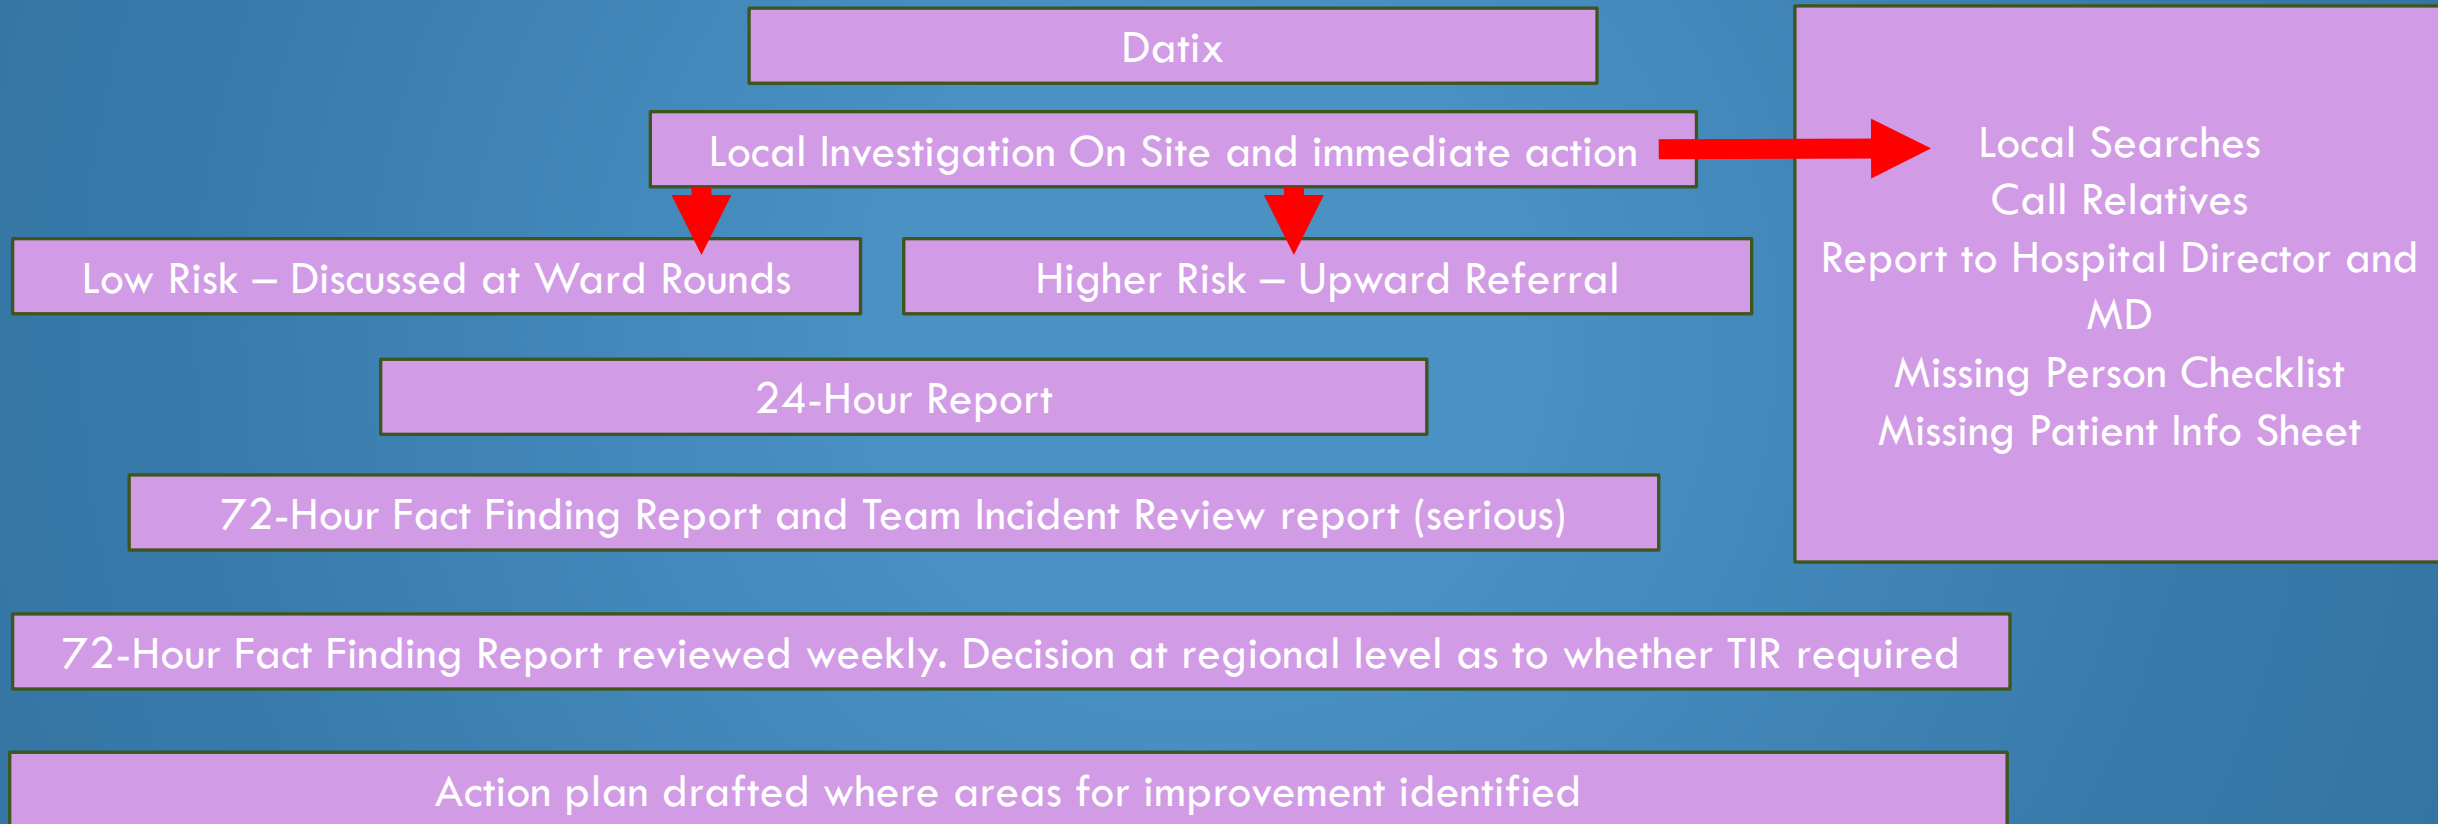 Datix
Local Investigation On Site and immediate action
Low Risk – Discussed at Ward Rounds
Higher Risk – Upward Referral
24-Hour Report
72-Hour Fact Finding Report and Team Incident Review report (serious)
72-Hour Fact Finding Report reviewed weekly. Decision at regional level as to whether TIR required
Action plan drafted where areas for improvement identified
Local Searches
Call Relatives
Report to Hospital Director and
MD
Missing Person Checklist
Missing Patient Info Sheet